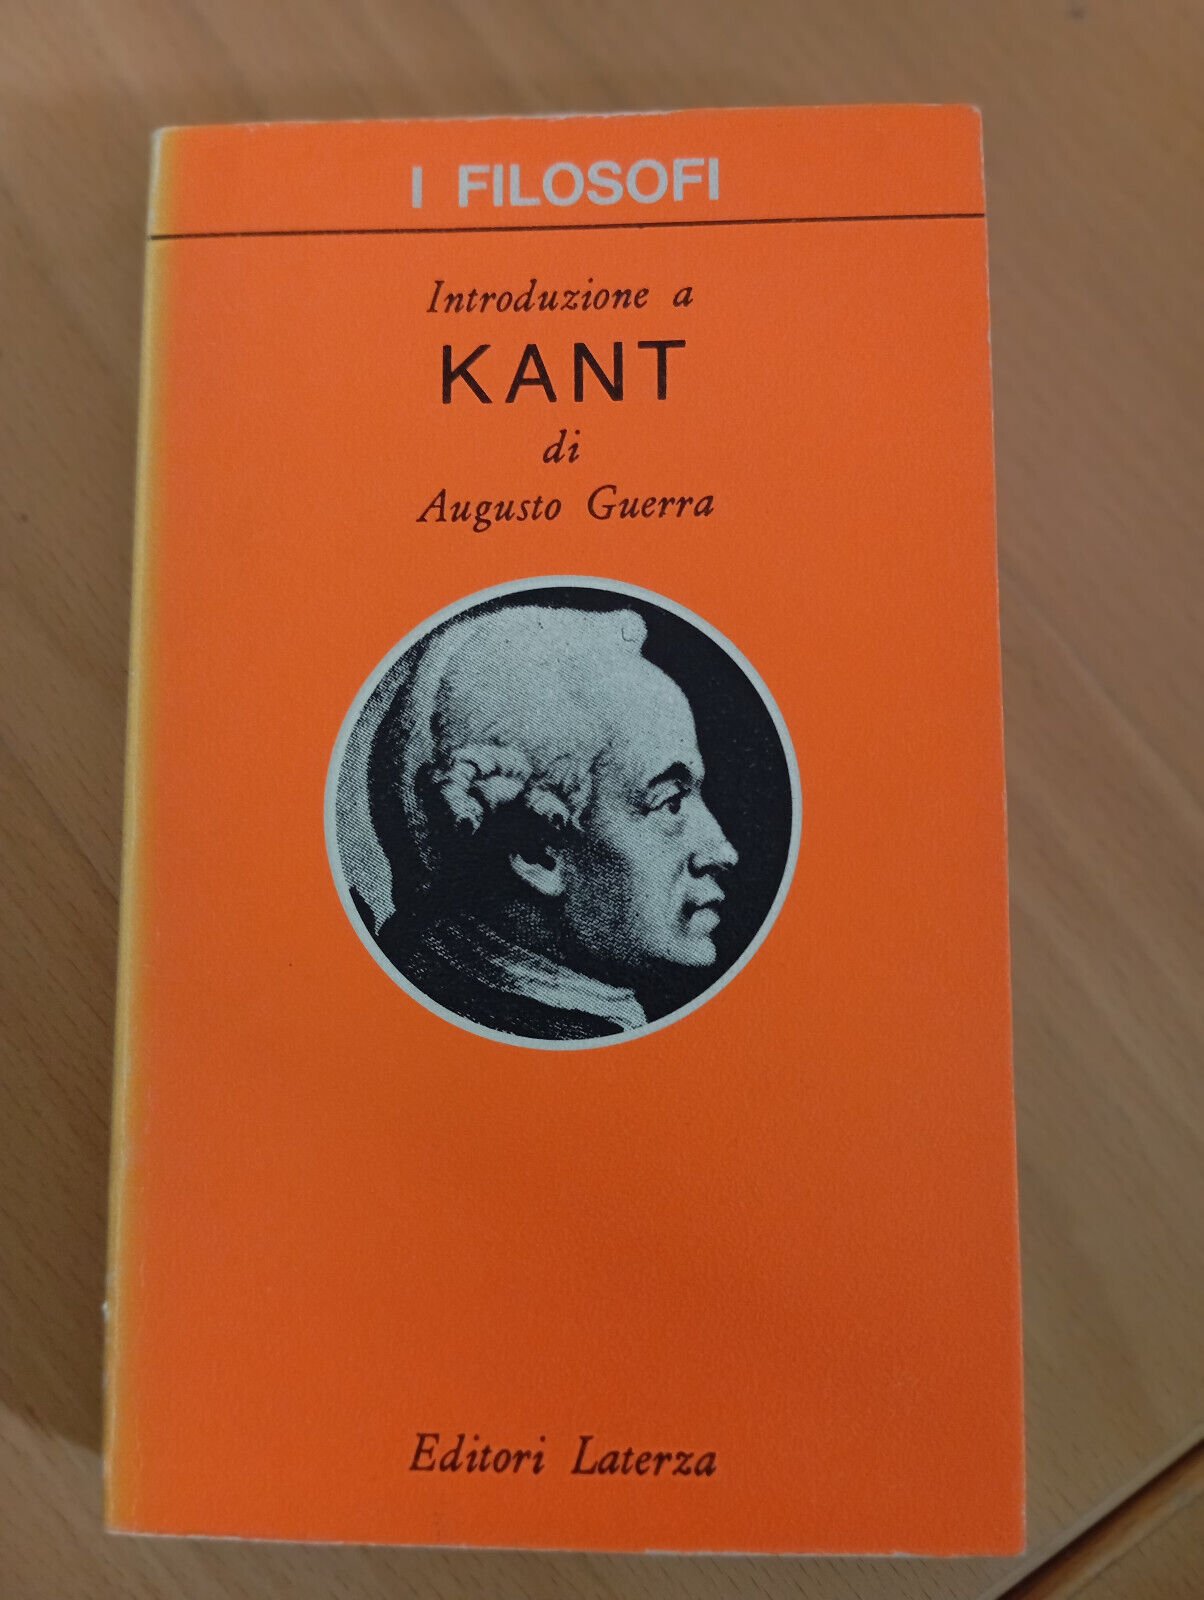 I FILOSOFI
Introduzione a
KANT
di
Augusto Guerra
Editori Laterza